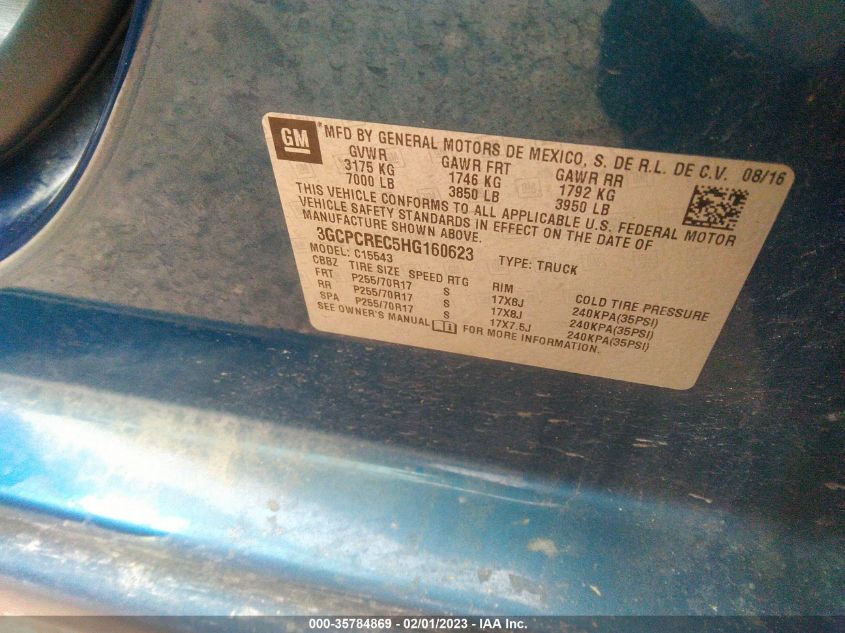 GM *MFD BY GENERAL MOTORS DE MEXICO, S. DE R.L. DE C.V. 08/16
GVWR GAWR FRT GAWR RR
3175 KG 1746 KG 1792 KG
7000 LB 3850 LB 3950 LB
THIS VEHICLE CONFORMS TO ALL APPLICABLE U.S. FEDERAL MOTOR
VEHICLE SAFETY STANDARDS IN EFFECT ON THE DATE OF
MANUFACTURE SHOWN ABOVE.
3GCPCREC5HG160623 TYPE: TRUCK
MODEL: C15543
CBBZ TIRE SIZE SPEED RTG RIM COLD TIRE PRESSURE
FRT P255/70R17 S 17X8J 240KPA(35PSI)
RR P255/70R17 S 17X8J 240KPA(35PSI)
SPA P255/70R17 S 17X7.5J 240KPA(35PSI)
SEE OWNER'S MANUAL FOR MORE INFORMATION.
000-35784869 - 02/01/2023 - © IAA Inc.